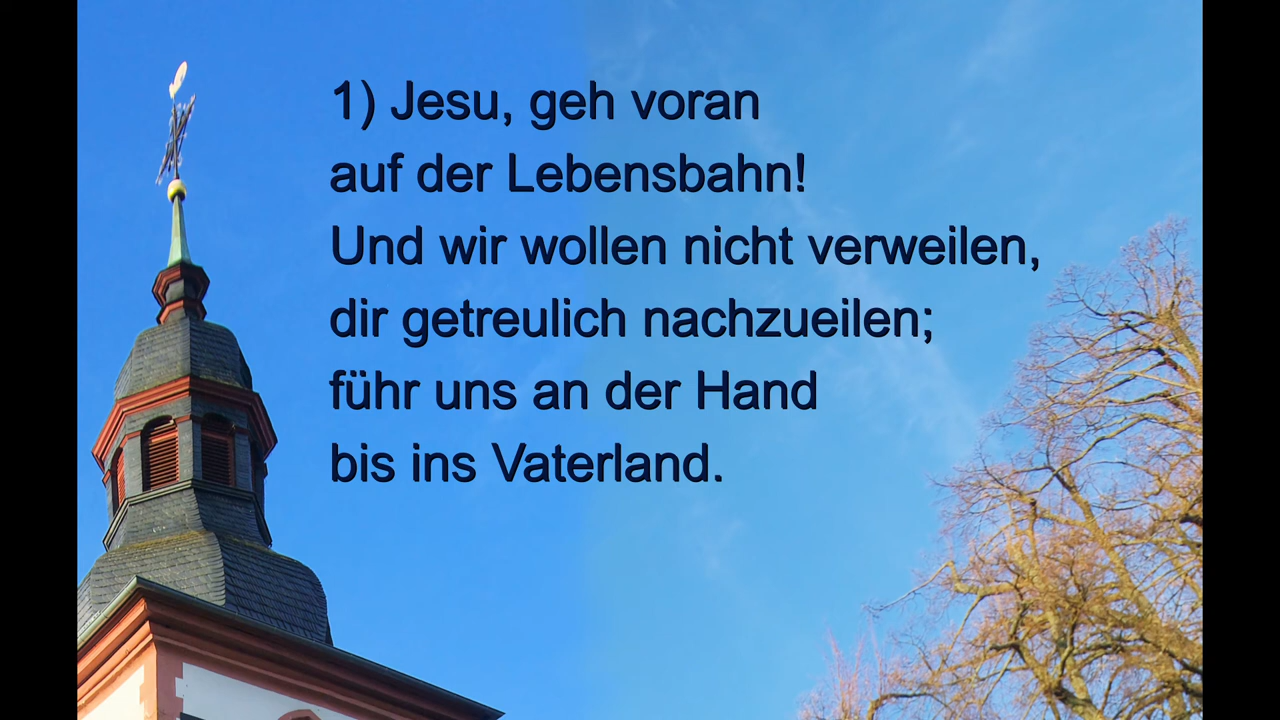 1) Jesu, geh voran
auf der Lebensbahn!
Und wir wollen nicht verweilen,
dir getreulich nachzueilen;
führ uns an der Hand
bis ins Vaterland.